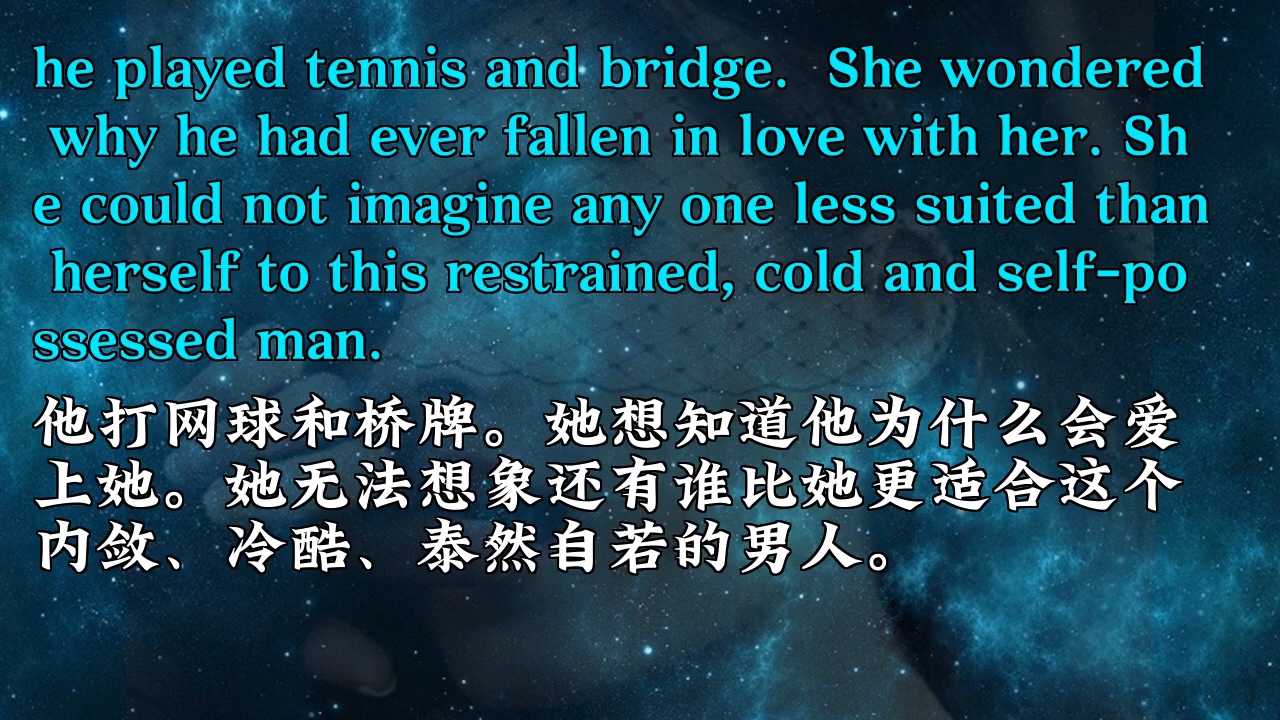 he played tennis and bridge.  She wondered
why he had ever fallen in love with her. Sh
e could not imagine any one less suited than
herself to this restrained, cold and self-po
ssessed man.
他打网球和桥牌。她想知道他为什么会爱
上她。她无法想象还有谁比她更适合这个
内敛、冷酷、泰然自若的男人。